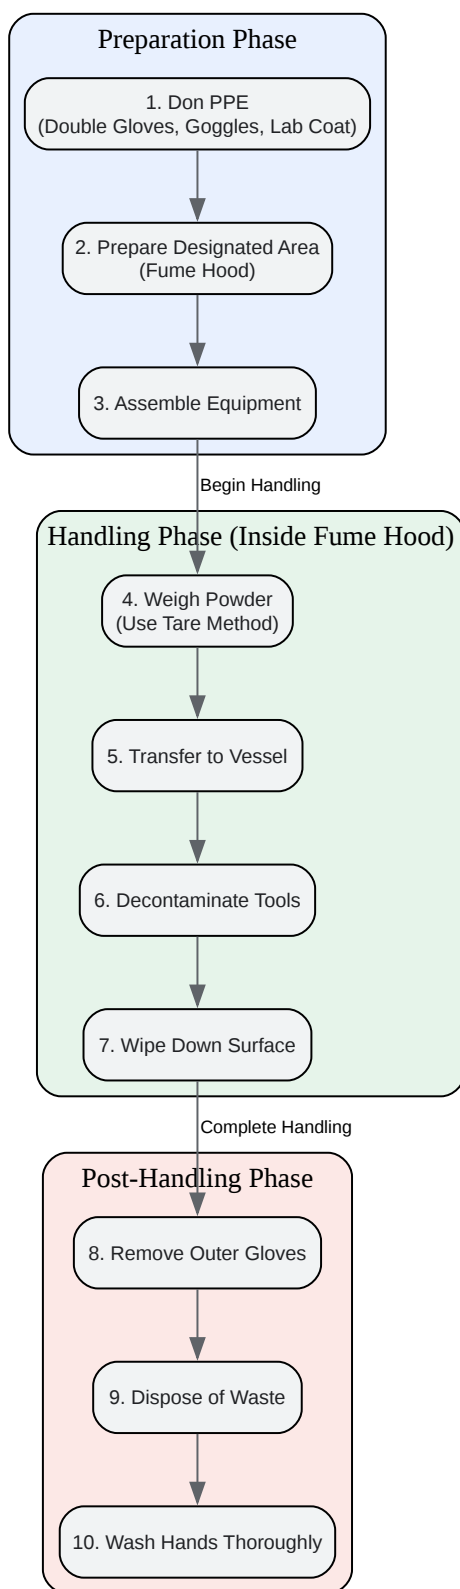 Preparation Phase
1. Don PPE
(Double Gloves, Goggles, Lab Coat)
2. Prepare Designated Area
(Fume Hood)
3. Assemble Equipment
Begin Handling
Handling Phase (Inside Fume Hood)
4. Weigh Powder
(Use Tare Method)
5. Transfer to Vessel
6. Decontaminate Tools
7. Wipe Down Surface
Complete Handling
Post-Handling Phase
8. Remove Outer Gloves
9. Dispose of Waste
10. Wash Hands Thoroughly